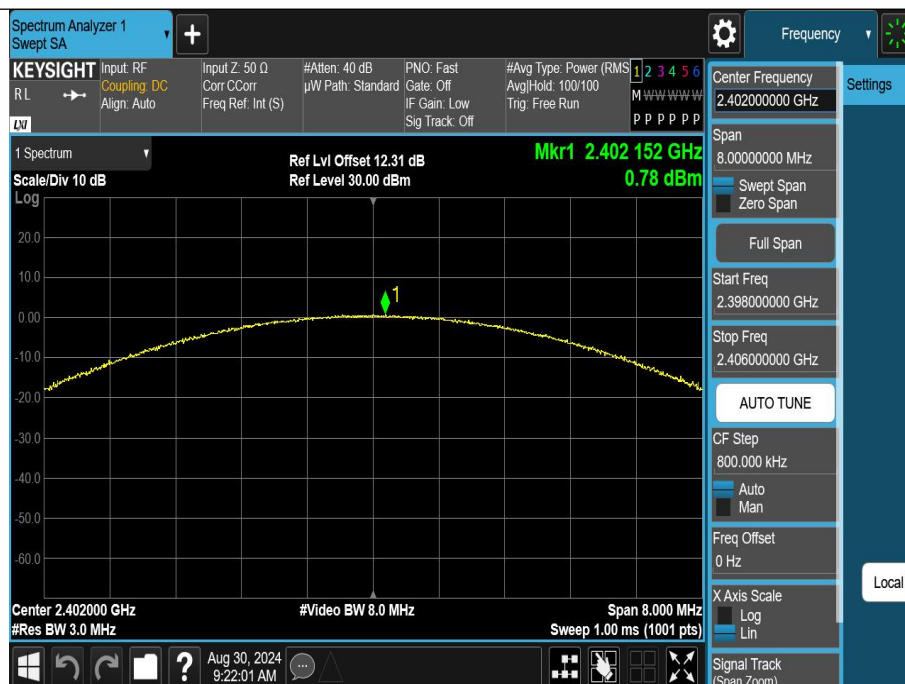 Spectrum Analyzer 1
Swept SA
+
Frequency
KEYSIGHT
RL
LXI
Input: RF
Coupling: DC
Align: Auto
Input Z: 50 Ω
Corr CCorr
Freq Ref: Int (S)
#Atten: 40 dB
µW Path: Standard
PNO: Fast
Gate: Off
IF Gain: Low
Sig Track: Off
#Avg Type: Power (RMS
Avg|Hold: 100/100
Trig: Free Run
1 2 3 4 5 6
M W W W W W
P P P P P P
1 Spectrum
Scale/Div 10 dB
Log
Ref Lvl Offset 12.31 dB
Ref Level 30.00 dBm
Mkr1 2.402 152 GHz
0.78 dBm
20.0
10.0
0.00
-10.0
-20.0
-30.0
-40.0
-50.0
-60.0
1
Center 2.402000 GHz
#Res BW 3.0 MHz
#Video BW 8.0 MHz
Span 8.000 MHz
Sweep 1.00 ms (1001 pts)
?
Aug 30, 2024
9:22:01 AM
Center Frequency
2.402000000 GHz
Settings
Span
8.00000000 MHz
Swept Span
Zero Span
Full Span
Start Freq
2.398000000 GHz
Stop Freq
2.406000000 GHz
AUTO TUNE
CF Step
800.000 kHz
Auto
Man
Freq Offset
0 Hz
X Axis Scale
Log
Lin
Local
Signal Track
(Span Zoom)